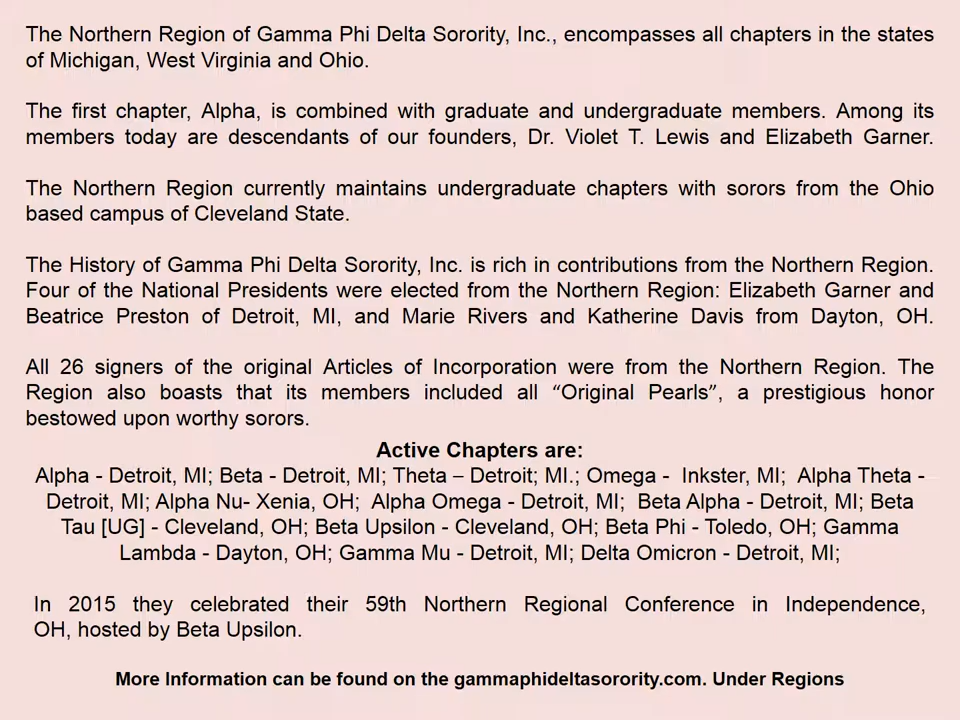 The Northern Region of Gamma Phi Delta Sorority, Inc., encompasses all chapters in the states
of Michigan, West Virginia and Ohio.
The first chapter, Alpha, is combined with graduate and undergraduate members. Among its
members today are descendants of our founders, Dr. Violet T. Lewis and Elizabeth Garner.
The Northern Region currently maintains undergraduate chapters with sorors from the Ohio
based campus of Cleveland State.
The History of Gamma Phi Delta Sorority, Inc. is rich in contributions from the Northern Region.
Four of the National Presidents were elected from the Northern Region: Elizabeth Garner and
Beatrice Preston of Detroit, MI, and Marie Rivers and Katherine Davis from Dayton, OH.
All 26 signers of the original Articles of Incorporation were from the Northern Region. The
Region also boasts that its members included all “Original Pearls”, a prestigious honor
bestowed upon worthy sorors.
Active Chapters are:
Alpha - Detroit, MI; Beta - Detroit, MI; Theta – Detroit; MI.; Omega - Inkster, MI; Alpha Theta -
Detroit, MI; Alpha Nu- Xenia, OH; Alpha Omega - Detroit, MI; Beta Alpha - Detroit, MI; Beta
Tau [UG] - Cleveland, OH; Beta Upsilon - Cleveland, OH; Beta Phi - Toledo, OH; Gamma
Lambda - Dayton, OH; Gamma Mu - Detroit, MI; Delta Omicron - Detroit, MI;
In 2015 they celebrated their 59th Northern Regional Conference in Independence,
OH, hosted by Beta Upsilon.
More Information can be found on the gammaphideltasorority.com. Under Regions